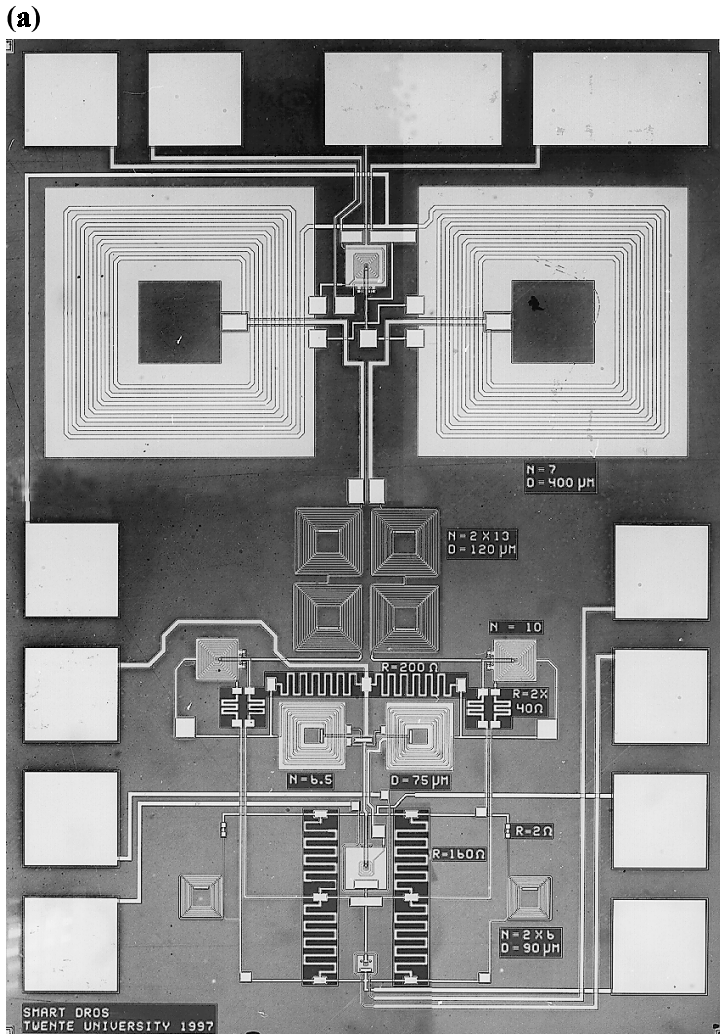 (a)
N = 7
D = 400 µM
N = 2 X 13
D = 120 µM
N = 10
R=200 Ω
R=2X
40Ω
N = 6.5
D = 75 µM
R=2Ω
R=160Ω
N = 2 X 6
D = 90 µM
SMART DROS
TWENTE UNIVERSITY 1997